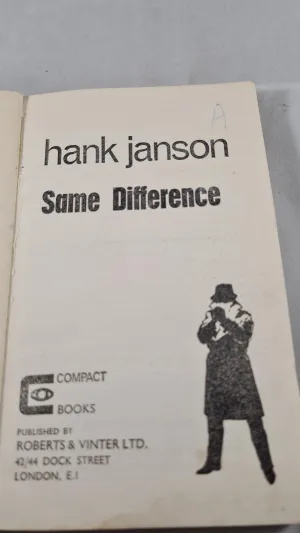 A
hank janson
Same Difference
COMPACT
BOOKS
PUBLISHED BY
ROBERTS & VINTER LTD.
42/44 DOCK STREET
LONDON, E.1